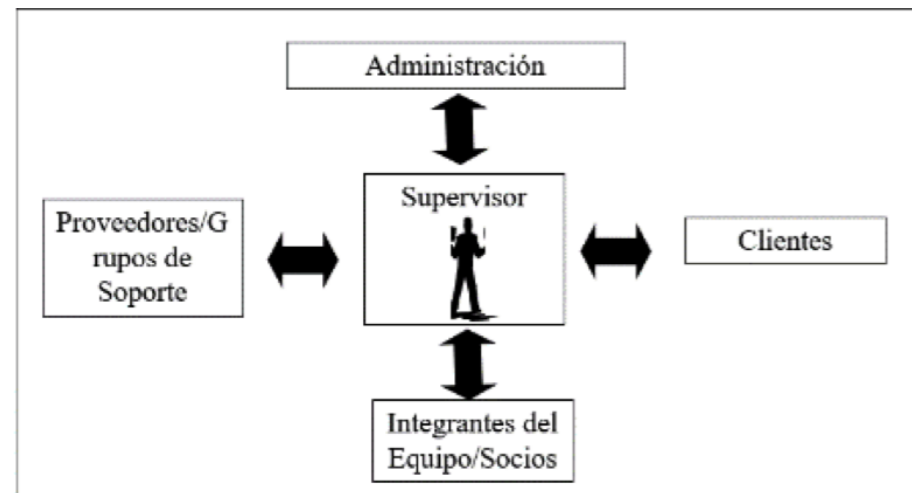 Administración
Supervisor
Proveedores/G
rupos de
Soporte
Clientes
Integrantes del
Equipo/Socios